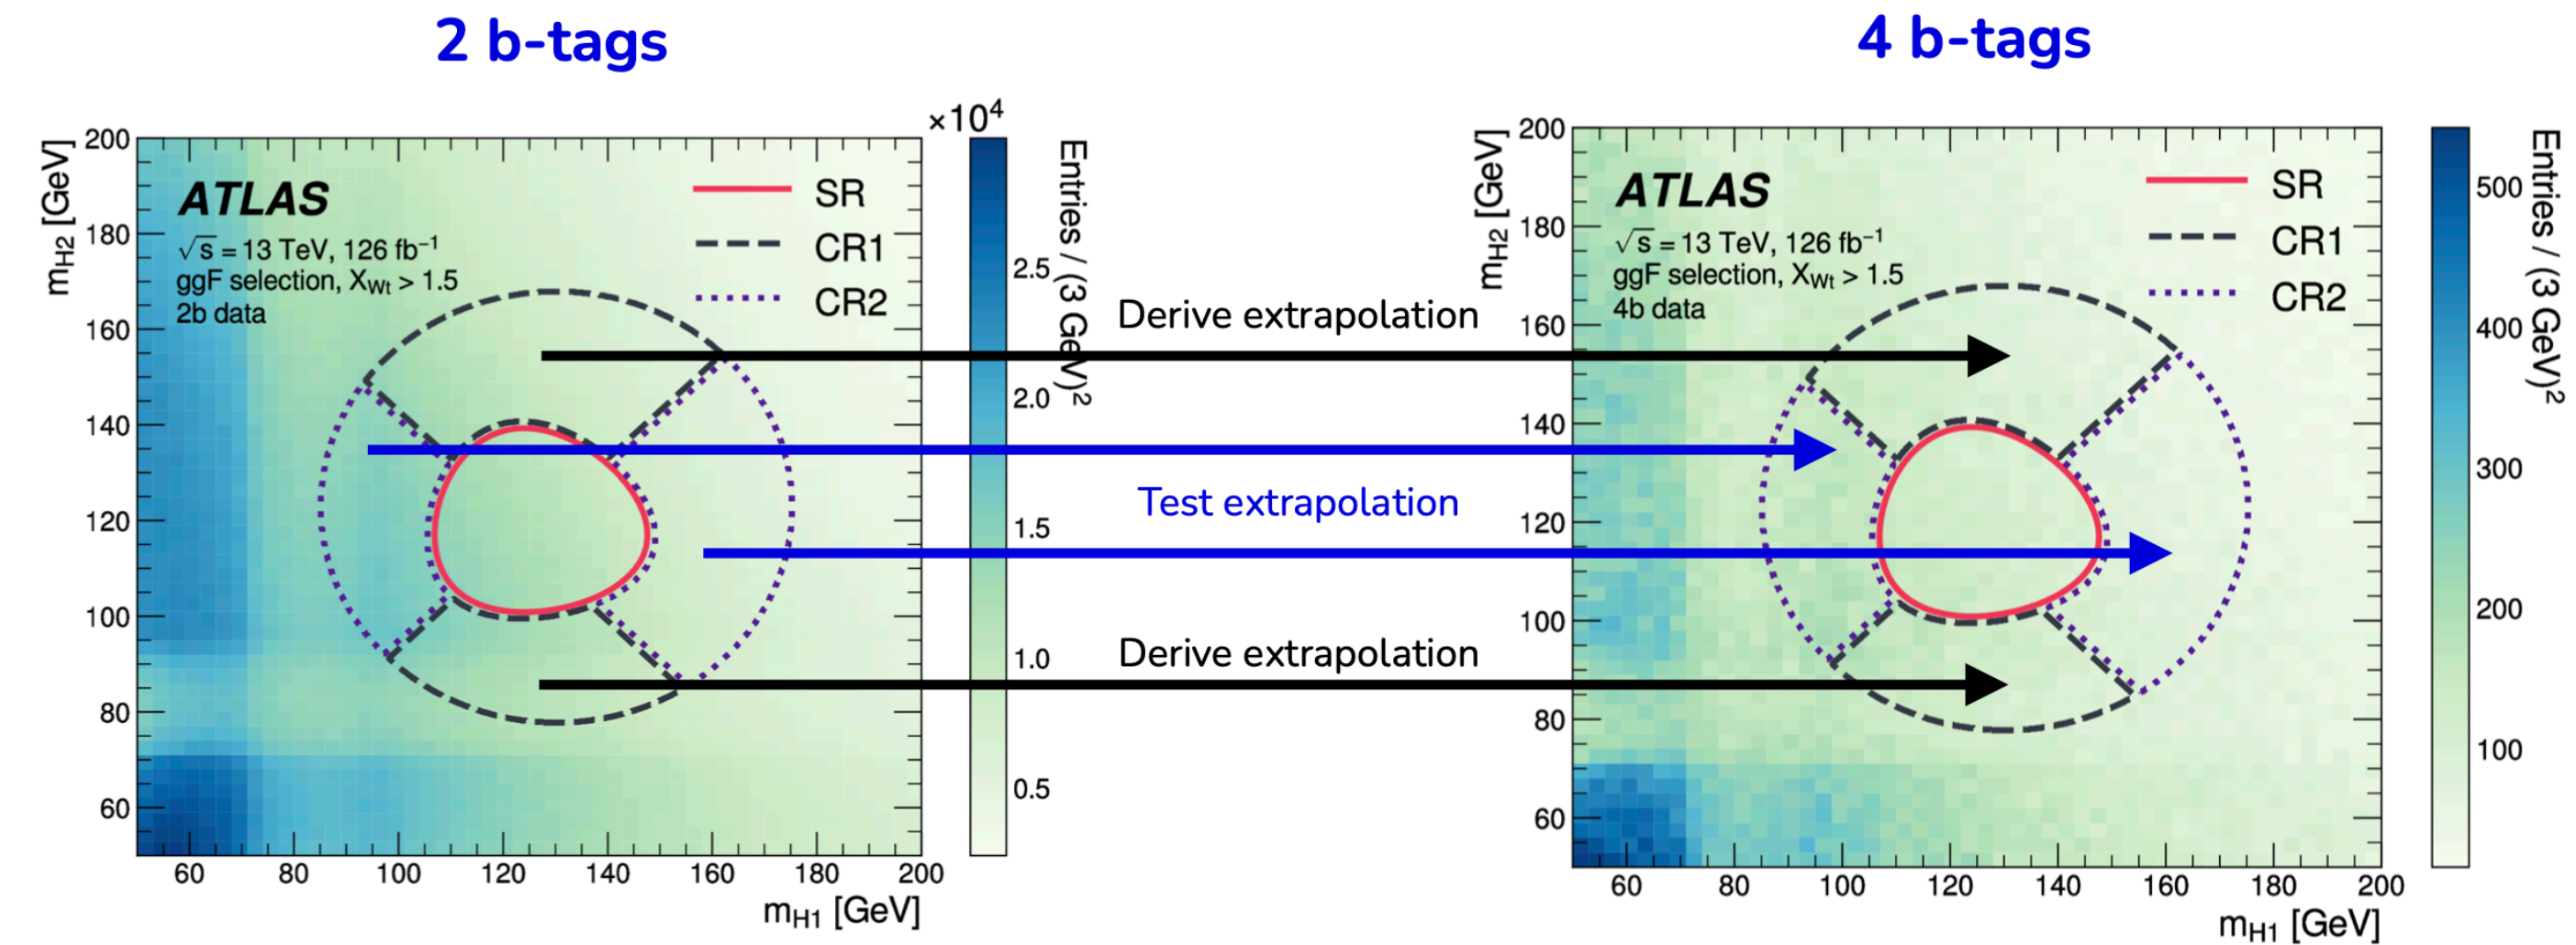 2 b-tags
4 b-tags
×10⁴
m_H2 [GeV]
200
180
160
140
120
100
80
60
ATLAS
√s = 13 TeV, 126 fb⁻¹
ggF selection, X_Wt > 1.5
2b data
SR
CR1
CR2
60
80
100
120
140
160
180
200
m_H1 [GeV]
Entries / (3 GeV)²
2.5
2.0
1.5
1.0
0.5
Derive extrapolation
Test extrapolation
Derive extrapolation
m_H2 [GeV]
200
180
160
140
120
100
80
60
ATLAS
√s = 13 TeV, 126 fb⁻¹
ggF selection, X_Wt > 1.5
4b data
SR
CR1
CR2
60
80
100
120
140
160
180
200
m_H1 [GeV]
Entries / (3 GeV)²
500
400
300
200
100